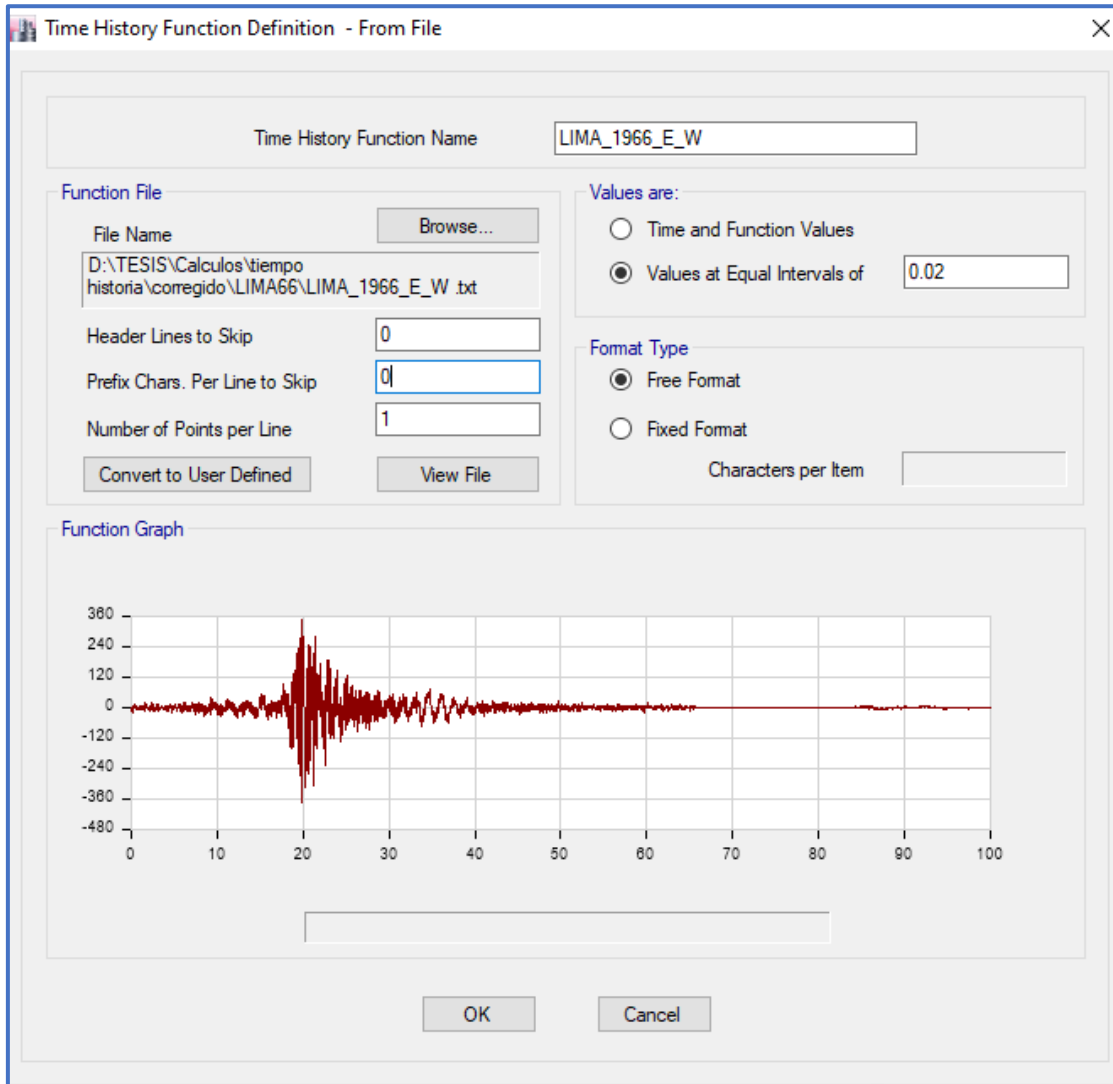 Time History Function Definition - From File
Time History Function Name
LIMA_1966_E_W
Function File
File Name
Browse...
D:\TESIS\Calculos\tiempo
historia\corregido\LIMA66\LIMA_1966_E_W .txt
Header Lines to Skip
0
Prefix Chars. Per Line to Skip
0
Number of Points per Line
1
Convert to User Defined
View File
Values are:
Time and Function Values
Values at Equal Intervals of
0.02
Format Type
Free Format
Fixed Format
Characters per Item
Function Graph
360
240
120
0
-120
-240
-360
-480
0 10 20 30 40 50 60 70 80 90 100
OK
Cancel